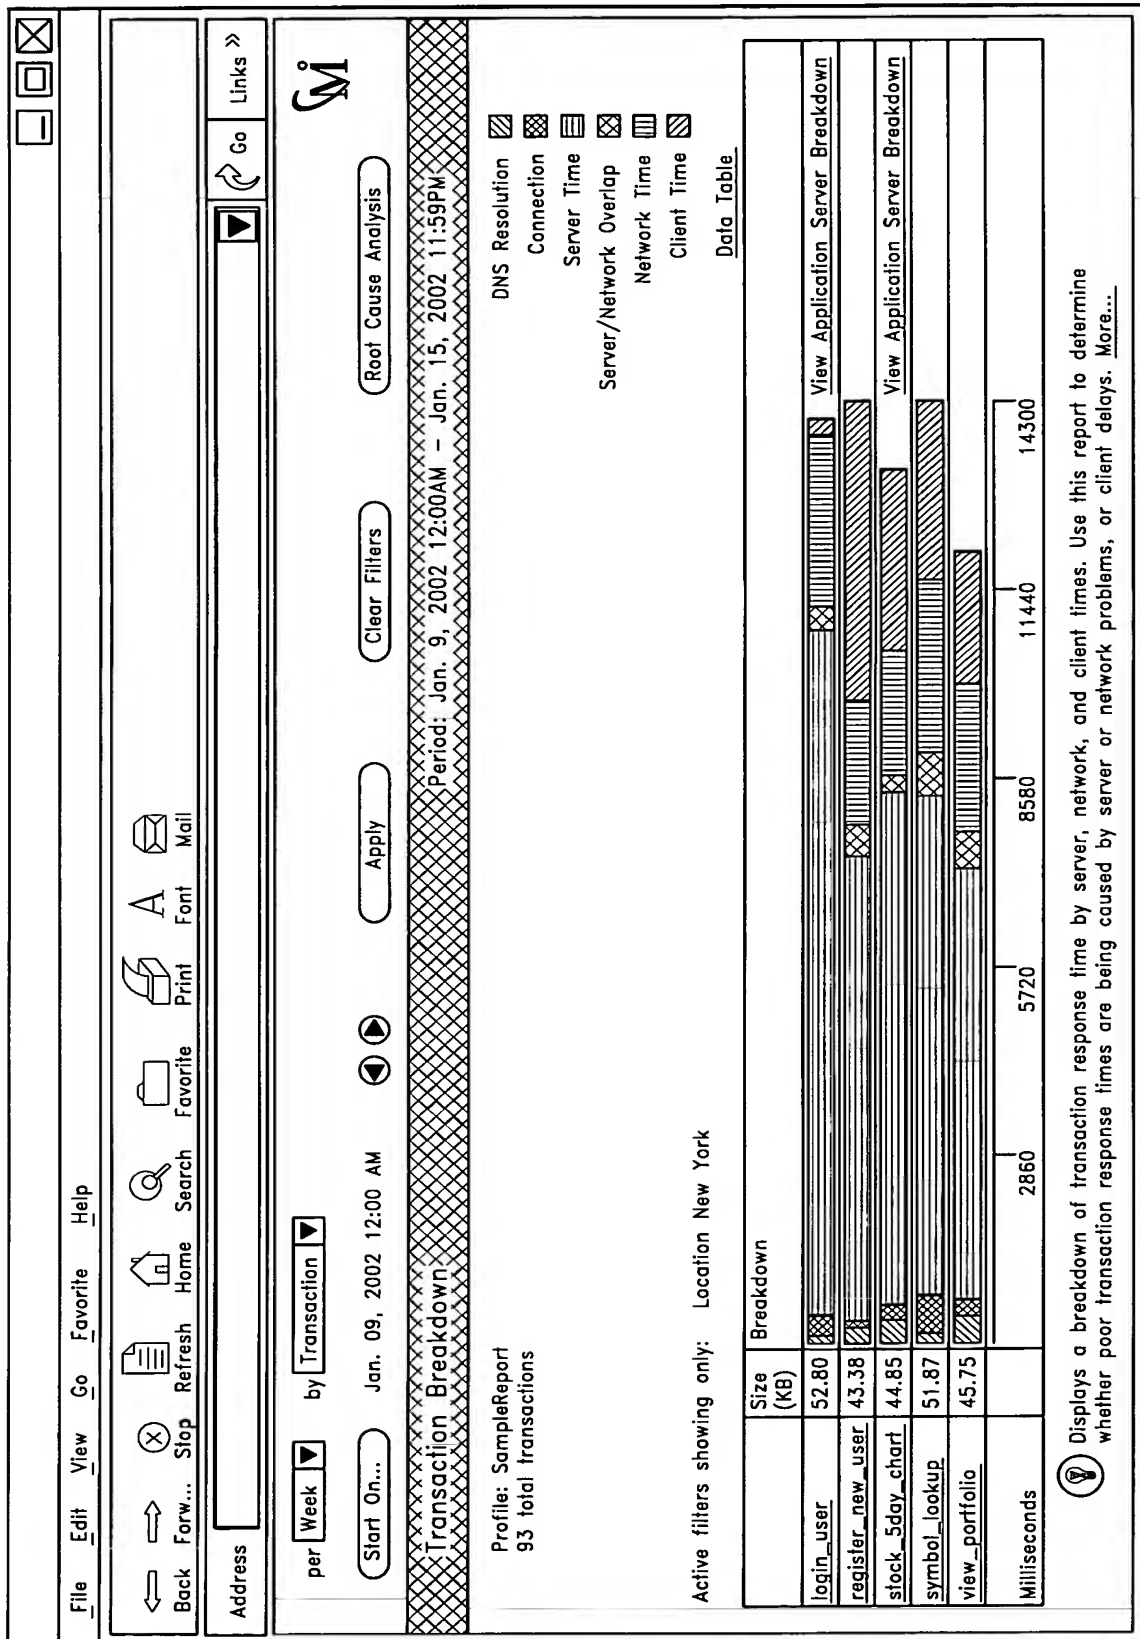 File Edit View Go Favorite Help
Back Forw... Stop Refresh Home Search Favorite Print Font Mail
Address Go Links »
per Week by Transaction
Start On... Jan. 09, 2002 12:00 AM Apply Clear Filters Root Cause Analysis
Transaction Breakdown Period: Jan. 9, 2002 12:00AM - Jan. 15, 2002 11:59PM
Profile: SampleReport
93 total transactions
DNS Resolution
Connection
Server Time
Server/Network Overlap
Network Time
Client Time
Active filters showing only: Location New York
Data Table
Size (KB) Breakdown
login_user 52.80 View Application Server Breakdown
register_new_user 43.38
stock_5day_chart 44.85 View Application Server Breakdown
symbol_lookup 51.87
view_portfolio 45.75
Milliseconds 2860 5720 8580 11440 14300
Displays a breakdown of transaction response time by server, network, and client times. Use this report to determine
whether poor transaction response times are being caused by server or network problems, or client delays. More...